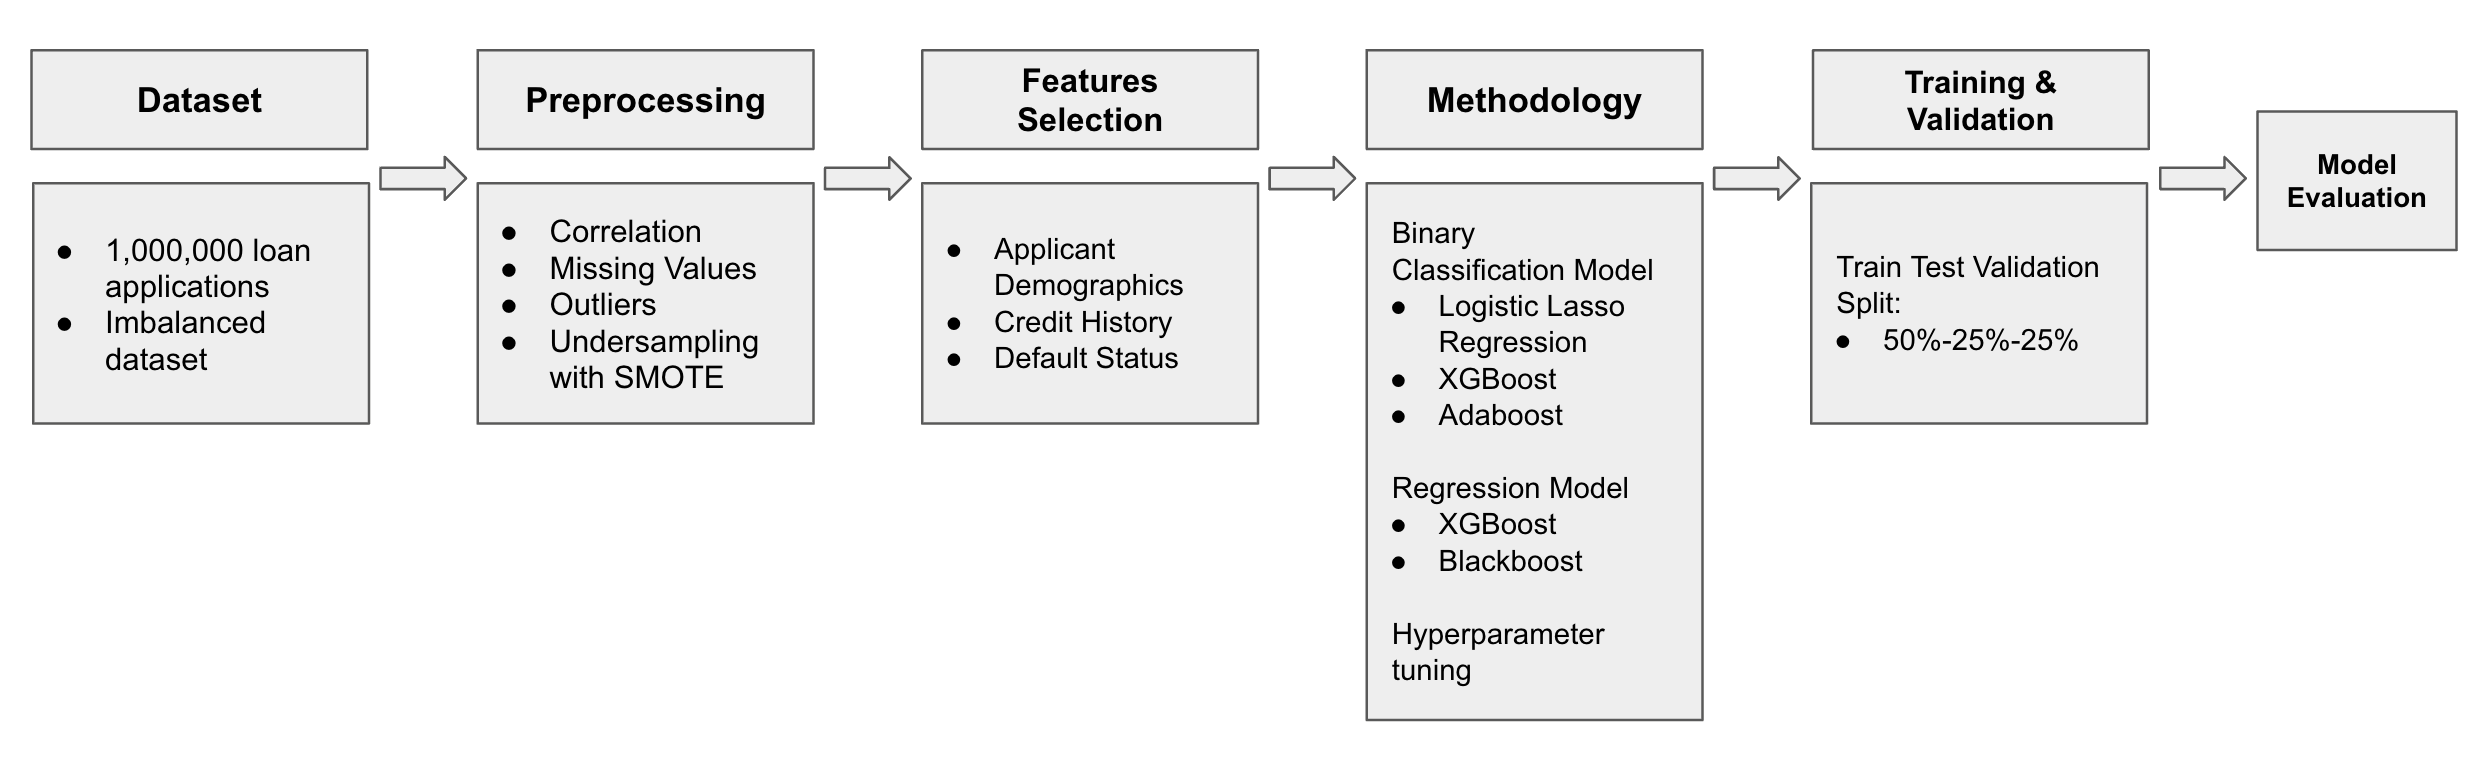 Dataset
● 1,000,000 loan
applications
● Imbalanced
dataset
Preprocessing
● Correlation
● Missing Values
● Outliers
● Undersampling
with SMOTE
Features
Selection
● Applicant
Demographics
● Credit History
● Default Status
Methodology
Binary
Classification Model
● Logistic Lasso
Regression
● XGBoost
● Adaboost
Regression Model
● XGBoost
● Blackboost
Hyperparameter
tuning
Training &
Validation
Train Test Validation
Split:
● 50%-25%-25%
Model
Evaluation